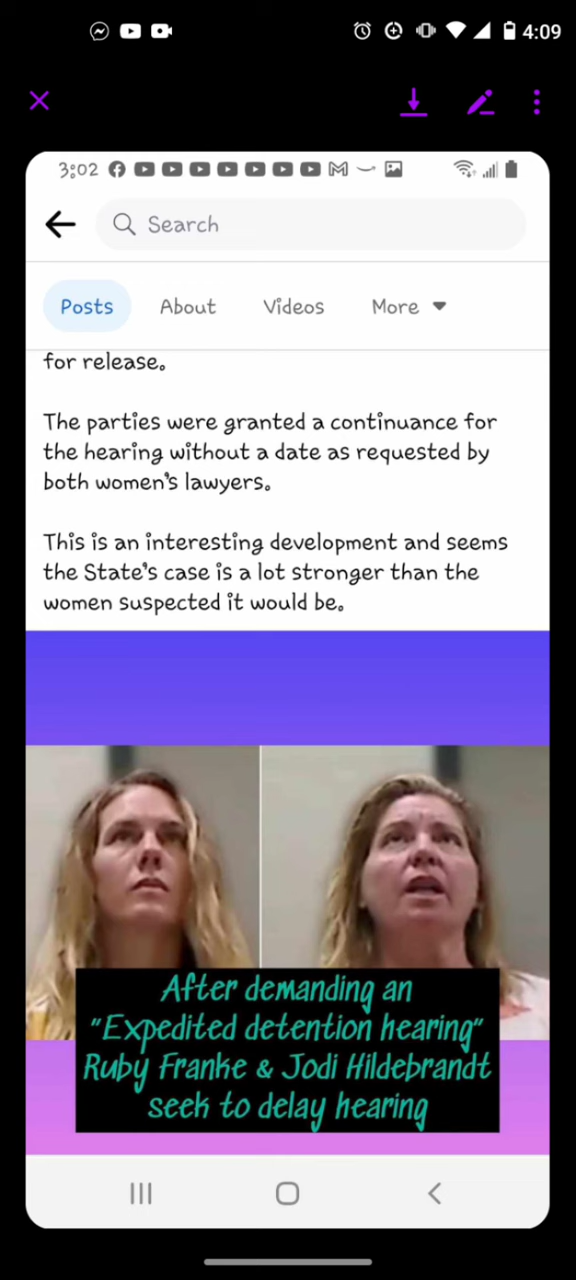 4:09
3:02
Search
Posts About Videos More
for release.
The parties were granted a continuance for
the hearing without a date as requested by
both women's lawyers.
This is an interesting development and seems
the State's case is a lot stronger than the
women suspected it would be.
After demanding an
"Expedited detention hearing"
Ruby Franke & Jodi Hildebrandt
seek to delay hearing